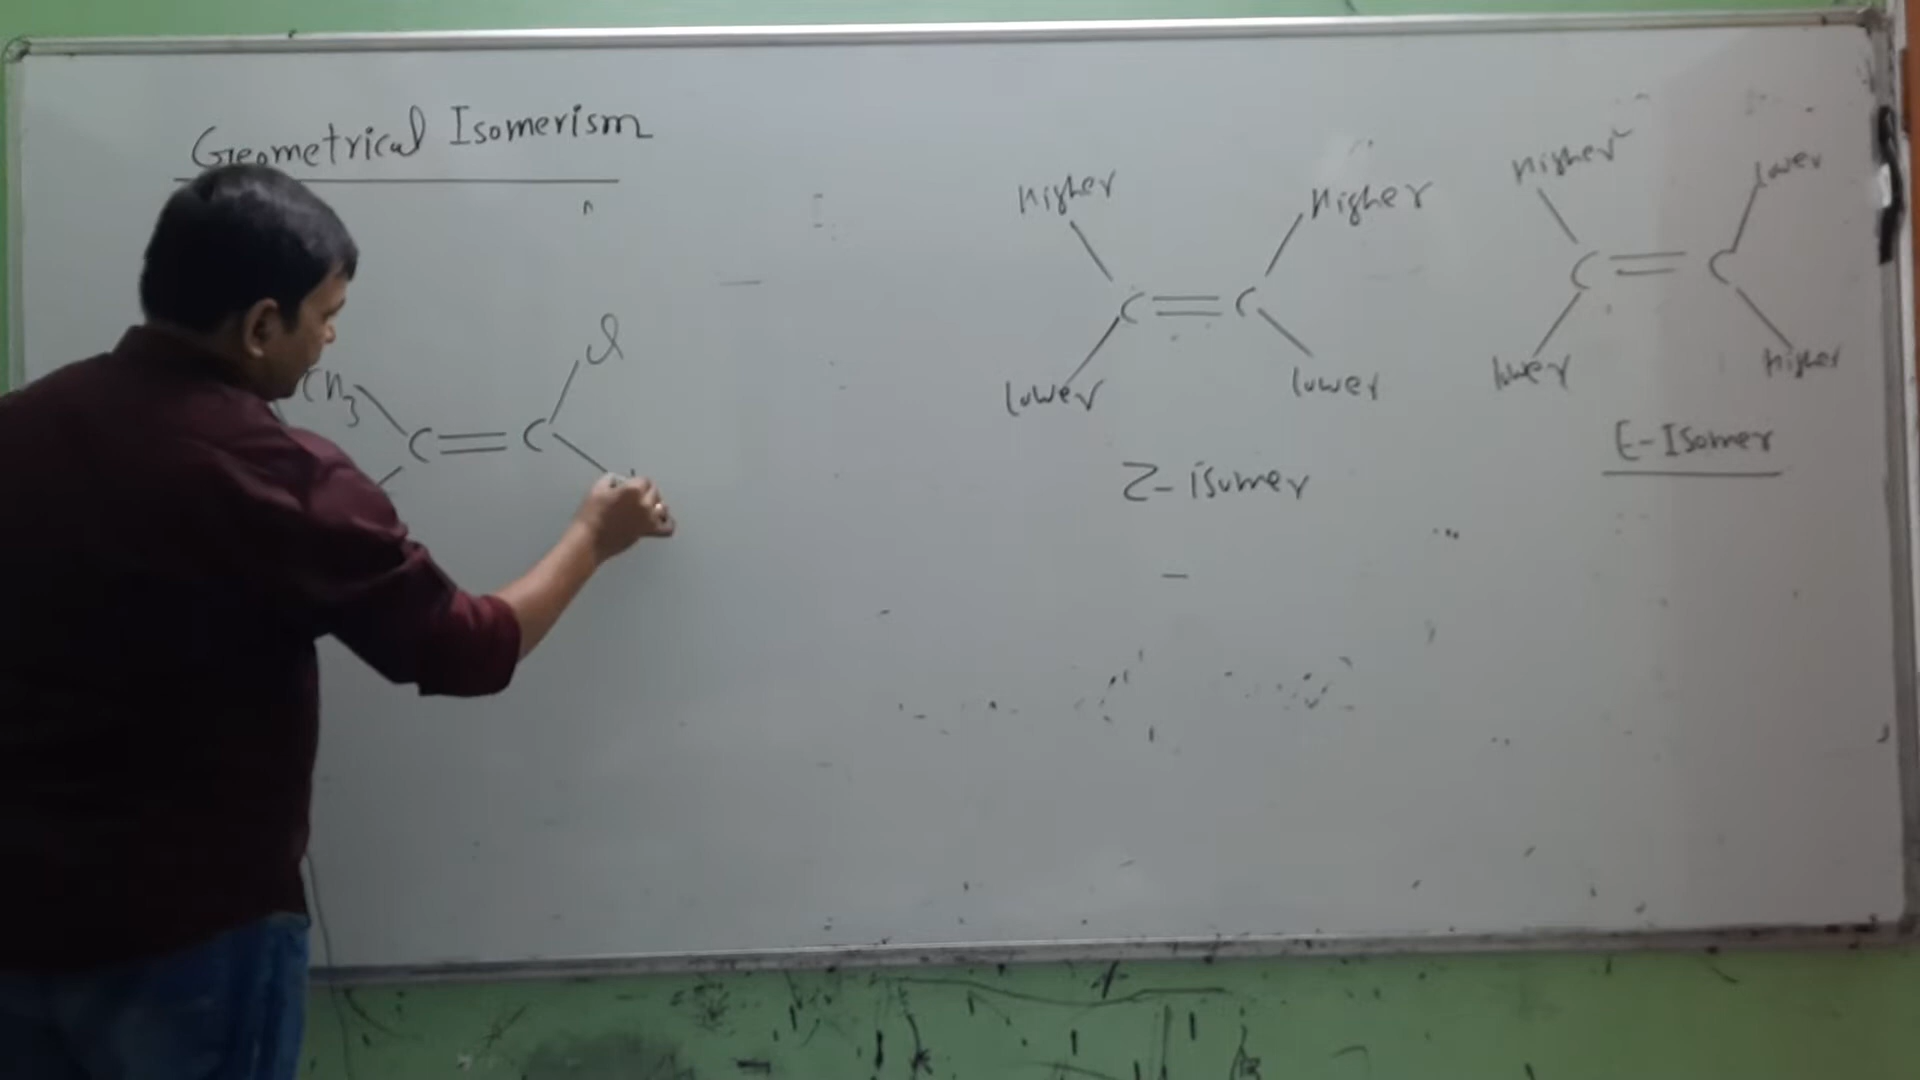 Geometrical Isomerism
CH3
Cl
C=C
Higher
Higher
C=C
lower
lower
Z-isomer
Higher
lower
C=C
lower
Higher
E-Isomer